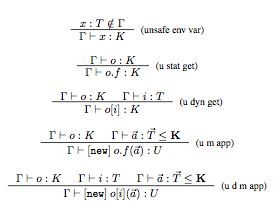 x : T ∉ Γ
Γ ⊢ x : K (unsafe env var)
Γ ⊢ o : K
Γ ⊢ o.f : K (u stat get)
Γ ⊢ o : K Γ ⊢ i : T
Γ ⊢ o[i] : K (u dyn get)
Γ ⊢ o : K Γ ⊢ a⃗ : T⃗ ≤ K
Γ ⊢ [new] o.f(a⃗) : U (u m app)
Γ ⊢ o : K Γ ⊢ i : T Γ ⊢ a⃗ : T⃗ ≤ K
Γ ⊢ [new] o[i](a⃗) : U (u d m app)